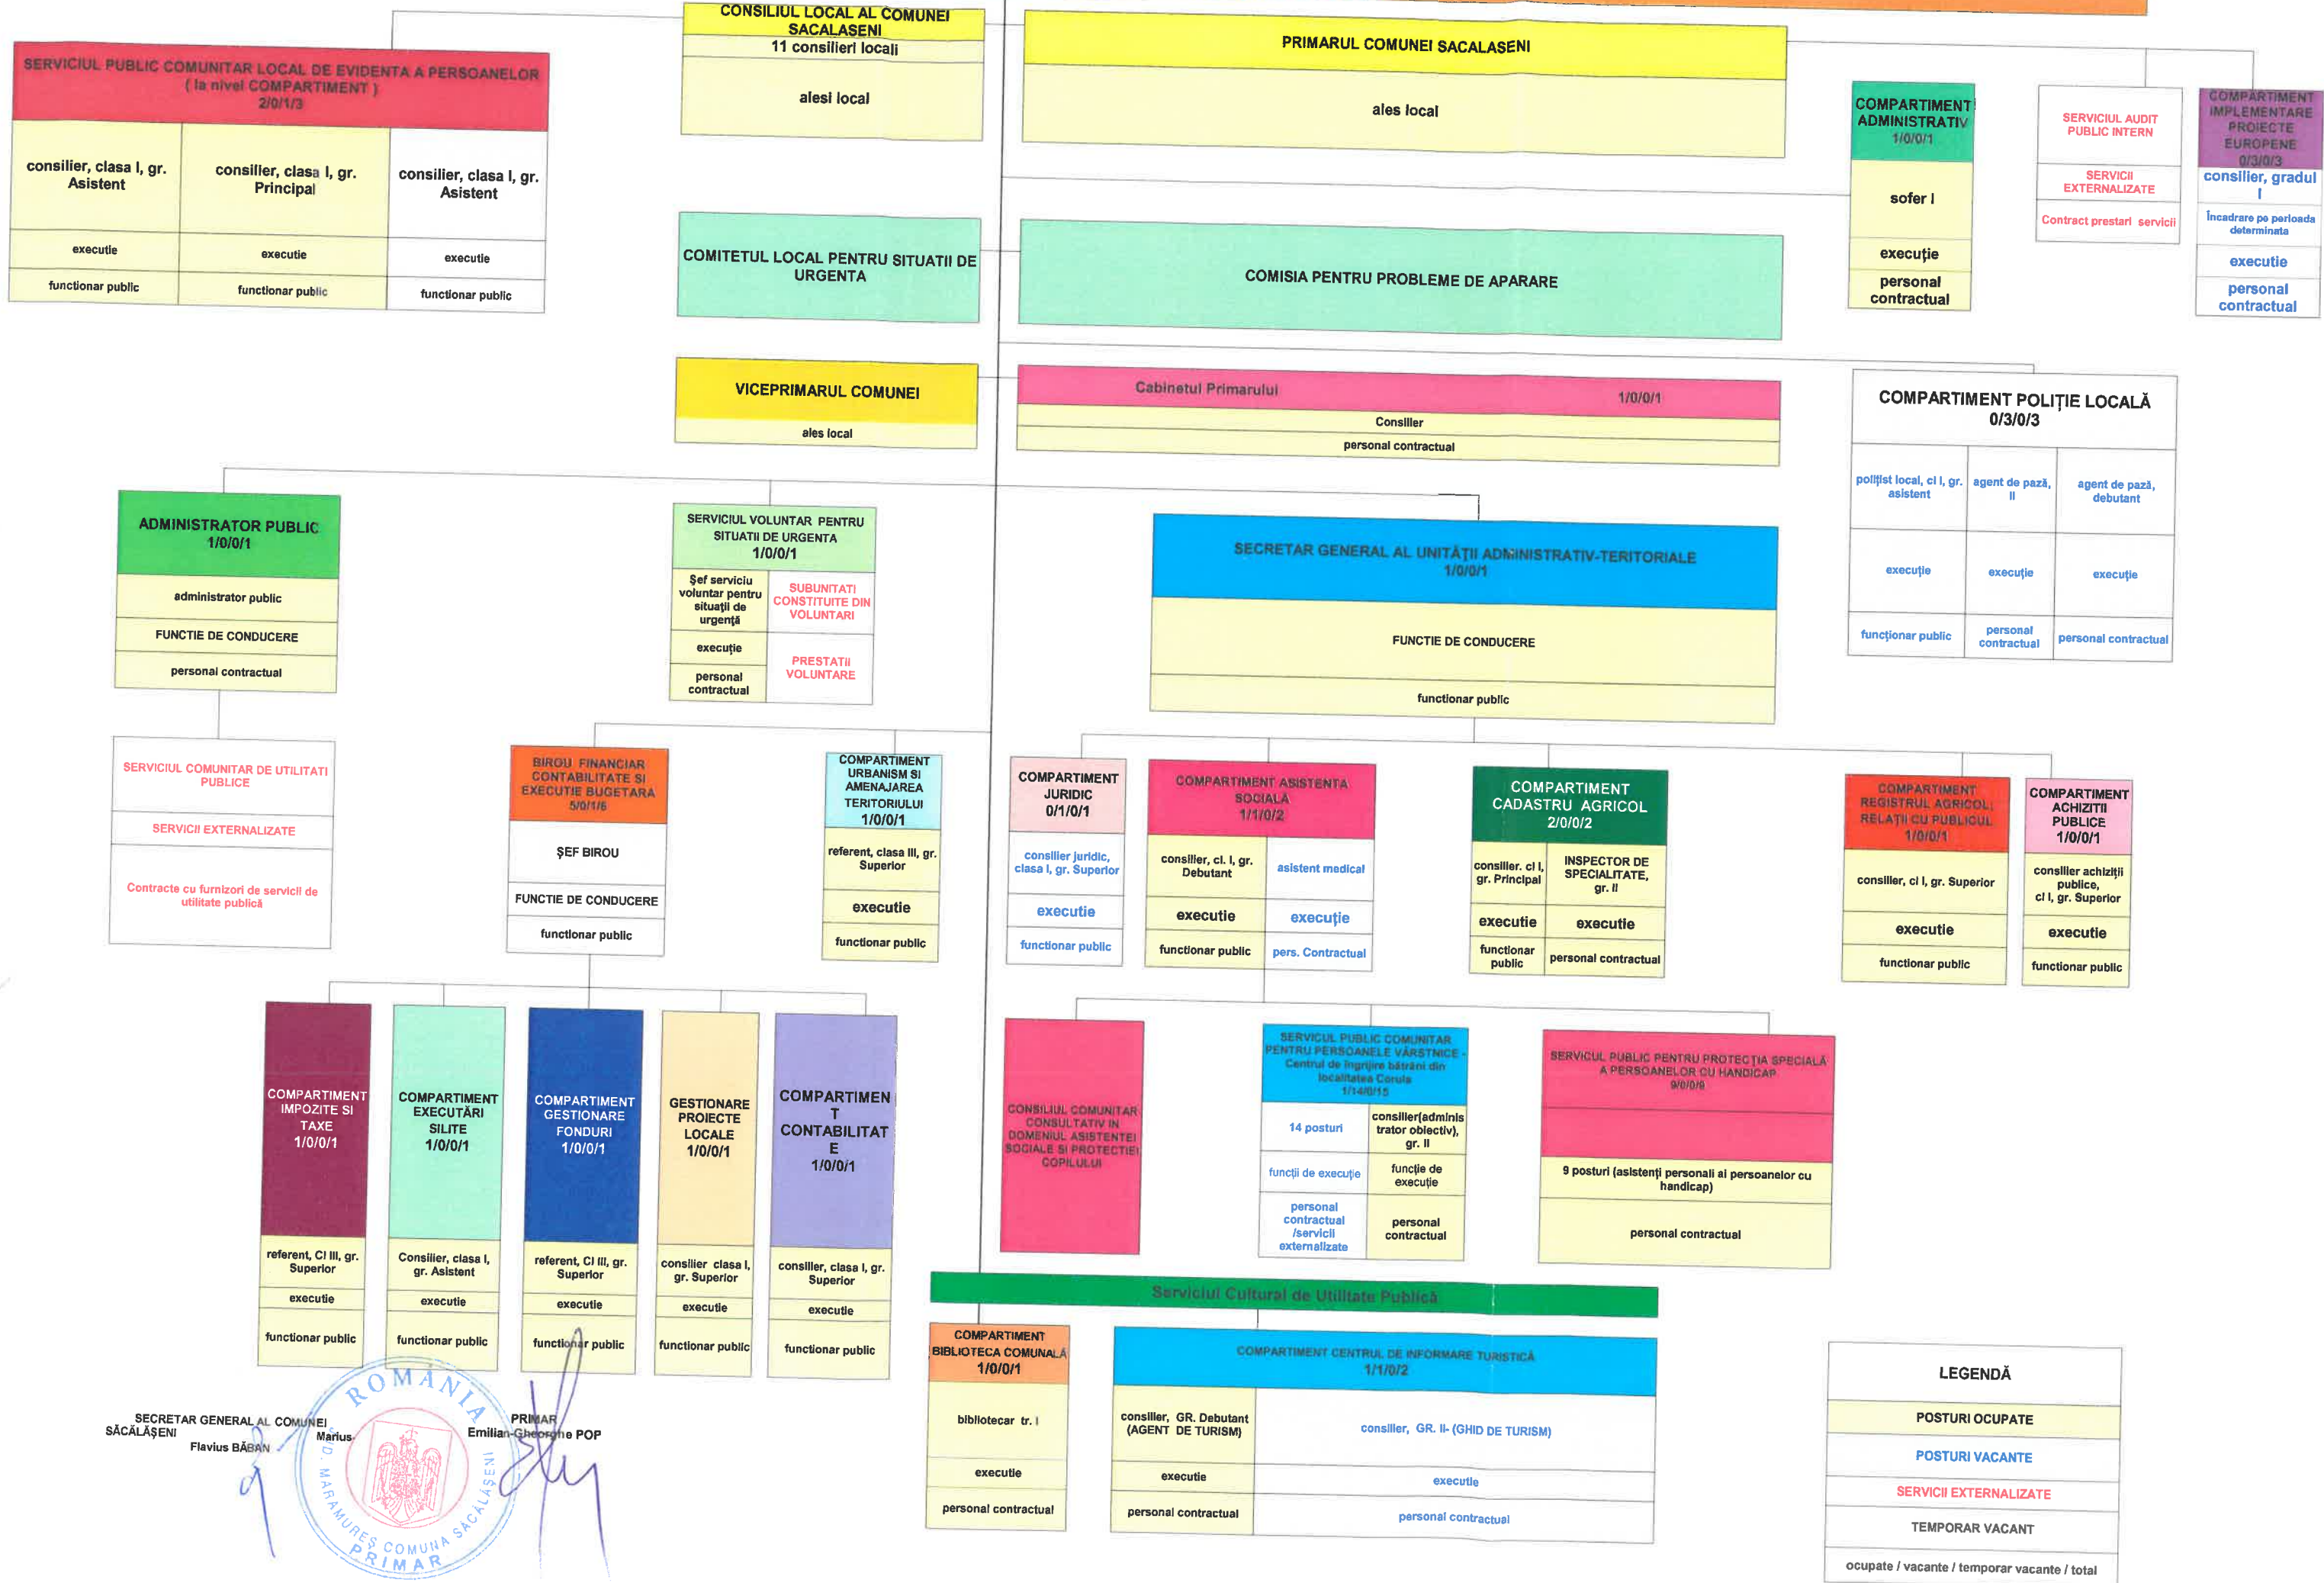 CONSILIUL LOCAL AL COMUNEI
SACALASENI
11 consilieri locali
alesi local
PRIMARUL COMUNEI SACALASENI
ales local
SERVICIUL PUBLIC COMUNITAR LOCAL DE EVIDENTA A PERSOANELOR
( la nivel COMPARTIMENT )
2/0/1/3
consilier, clasa I, gr.
Asistent
executie
functionar public
consilier, clasa I, gr.
Principal
executie
functionar public
consilier, clasa I, gr.
Asistent
executie
functionar public
COMPARTIMENT
ADMINISTRATIV
1/0/0/1
sofer I
execuție
personal
contractual
SERVICIUL AUDIT
PUBLIC INTERN
SERVICII
EXTERNALIZATE
Contract prestari servicii
COMPARTIMENT
IMPLEMENTARE
PROIECTE
EUROPENE
0/3/0/3
consilier, gradul
I
Încadrare pe perioada
determinata
executie
personal
contractual
COMITETUL LOCAL PENTRU SITUATII DE
URGENTA
COMISIA PENTRU PROBLEME DE APARARE
VICEPRIMARUL COMUNEI
ales local
Cabinetul Primarului 1/0/0/1
Consilier
personal contractual
COMPARTIMENT POLIȚIE LOCALĂ
0/3/0/3
polițist local, cl I, gr.
asistent
execuție
funcționar public
agent de pază,
II
execuție
personal
contractual
agent de pază,
debutant
execuție
personal contractual
ADMINISTRATOR PUBLIC
1/0/0/1
administrator public
FUNCTIE DE CONDUCERE
personal contractual
SERVICIUL VOLUNTAR PENTRU
SITUATII DE URGENTA
1/0/0/1
Şef serviciu
voluntar pentru
situaţii de
urgenţă
execuție
personal
contractual
SUBUNITATI
CONSTITUITE DIN
VOLUNTARI
PRESTATII
VOLUNTARE
SECRETAR GENERAL AL UNITĂȚII ADMINISTRATIV-TERITORIALE
1/0/0/1
FUNCTIE DE CONDUCERE
functionar public
SERVICIUL COMUNITAR DE UTILITATI
PUBLICE
SERVICII EXTERNALIZATE
Contracte cu furnizori de servicii de
utilitate publică
BIROU FINANCIAR
CONTABILITATE SI
EXECUTIE BUGETARA
5/0/1/6
ŞEF BIROU
FUNCTIE DE CONDUCERE
functionar public
COMPARTIMENT
URBANISM SI
AMENAJAREA
TERITORIULUI
1/0/0/1
referent, clasa III, gr.
Superior
executie
functionar public
COMPARTIMENT
JURIDIC
0/1/0/1
consilier juridic,
clasa I, gr. Superior
executie
functionar public
COMPARTIMENT ASISTENTA
SOCIALĂ
1/1/0/2
consilier, cl. I, gr.
Debutant
executie
functionar public
asistent medical
execuție
pers. Contractual
COMPARTIMENT
CADASTRU AGRICOL
2/0/0/2
consilier. cl I,
gr. Principal
executie
functionar
public
INSPECTOR DE
SPECIALITATE,
gr. II
executie
personal contractual
COMPARTIMENT
REGISTRUL AGRICOL;
RELAȚII CU PUBLICUL
1/0/0/1
consilier, cl I, gr. Superior
executie
functionar public
COMPARTIMENT
ACHIZITII
PUBLICE
1/0/0/1
consilier achiziții
publice,
cl I, gr. Superior
executie
functionar public
COMPARTIMENT
IMPOZITE SI
TAXE
1/0/0/1
referent, Cl III, gr.
Superior
executie
functionar public
COMPARTIMENT
EXECUTĂRI
SILITE
1/0/0/1
Consilier, clasa I,
gr. Asistent
executie
functionar public
COMPARTIMENT
GESTIONARE
FONDURI
1/0/0/1
referent, Cl III, gr.
Superior
executie
functionar public
GESTIONARE
PROIECTE
LOCALE
1/0/0/1
consilier clasa I,
gr. Superior
executie
functionar public
COMPARTIMEN
T
CONTABILITAT
E
1/0/0/1
consilier, clasa I, gr.
Superior
executie
functionar public
CONSILIUL COMUNITAR
CONSULTATIV IN
DOMENIUL ASISTENTEI
SOCIALE SI PROTECTIEI
COPILULUI
SERVICUL PUBLIC COMUNITAR
PENTRU PERSOANELE VÂRSTNICE -
Centrul de îngrijire bătrâni din
localitatea Coruia
1/14/0/15
14 posturi
funcții de execuție
personal
contractual
/servicii
externalizate
consilier(adminis
trator obiectiv),
gr. II
funcție de
execuție
personal
contractual
SERVICUL PUBLIC PENTRU PROTECȚIA SPECIALĂ
A PERSOANELOR CU HANDICAP
9/0/0/9
9 posturi (asistenți personali al persoanelor cu
handicap)
personal contractual
Serviciul Cultural de Utilitate Publică
COMPARTIMENT
BIBLIOTECA COMUNALĂ
1/0/0/1
bibliotecar tr. I
executie
personal contractual
COMPARTIMENT CENTRUL DE INFORMARE TURISTICĂ
1/1/0/2
consilier, GR. Debutant
(AGENT DE TURISM)
executie
personal contractual
consilier, GR. II- (GHID DE TURISM)
executie
personal contractual
LEGENDĂ
POSTURI OCUPATE
POSTURI VACANTE
SERVICII EXTERNALIZATE
TEMPORAR VACANT
ocupate / vacante / temporar vacante / total
SECRETAR GENERAL AL COMUNEI
SĂCĂLĂȘENI Marius-
Flavius BĂBAN
PRIMAR
Emilian-Gheorghe POP
ROMÂNIA
JUD. MARAMUREȘ COMUNA SĂCĂLĂȘENI
PRIMAR